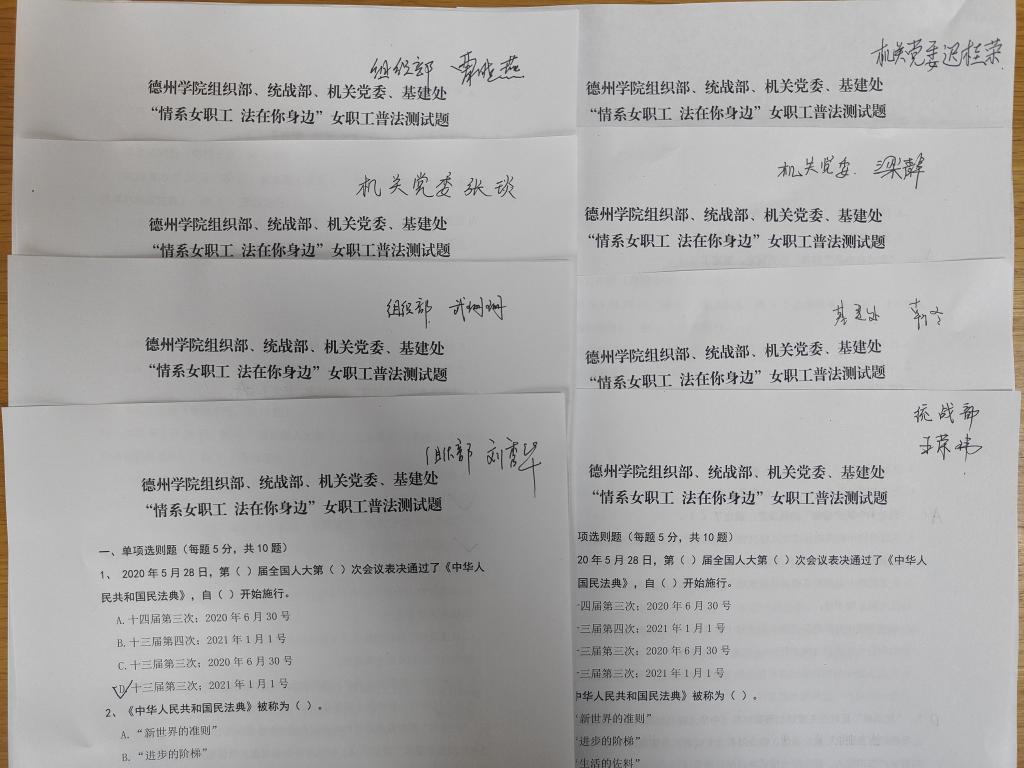 组织部
德州学院组织部、统战部、机关党委、基建处
“情系女职工 法在你身边”女职工普法测试题
机关党委 张琰
德州学院组织部、统战部、机关党委、基建处
“情系女职工 法在你身边”女职工普法测试题
组织部 武姗姗
德州学院组织部、统战部、机关党委、基建处
“情系女职工 法在你身边”女职工普法测试题
组织部 刘秀华
德州学院组织部、统战部、机关党委、基建处
“情系女职工 法在你身边”女职工普法测试题
一、单项选则题（每题5分，共10题）
1、 2020年5月28日，第（ ）届全国人大第（ ）次会议表决通过了《中华人
民共和国民法典》，自（ ）开始施行。
A.十四届第三次；2020年6月30号
B.十三届第四次；2021年1月1号
C.十三届第三次；2020年6月30号
D.十三届第三次；2021年1月1号
2、《中华人民共和国民法典》被称为（ ）。
A.“新世界的准则”
B.“进步的阶梯”
机关党委 迟桂荣
德州学院组织部、统战部、机关党委、基建处
“情系女职工 法在你身边”女职工普法测试题
机关党委
德州学院组织部、统战部、机关党委、基建处
“情系女职工 法在你身边”女职工普法测试题
基建处
德州学院组织部、统战部、机关党委、基建处
“情系女职工 法在你身边”女职工普法测试题
统战部
王荣祎
德州学院组织部、统战部、机关党委、基建处
“情系女职工 法在你身边”女职工普法测试题
项选则题（每题5分，共10题）
20年5月28日，第（ ）届全国人大第（ ）次会议表决通过了《中华人
国民法典》，自（ ）开始施行。
十四届第三次；2020年6月30号
十三届第四次；2021年1月1号
十三届第三次；2020年6月30号
十三届第三次；2021年1月1号
中华人民共和国民法典》被称为（ ）。
“新世界的准则”
“进步的阶梯”
“生活的佐料”